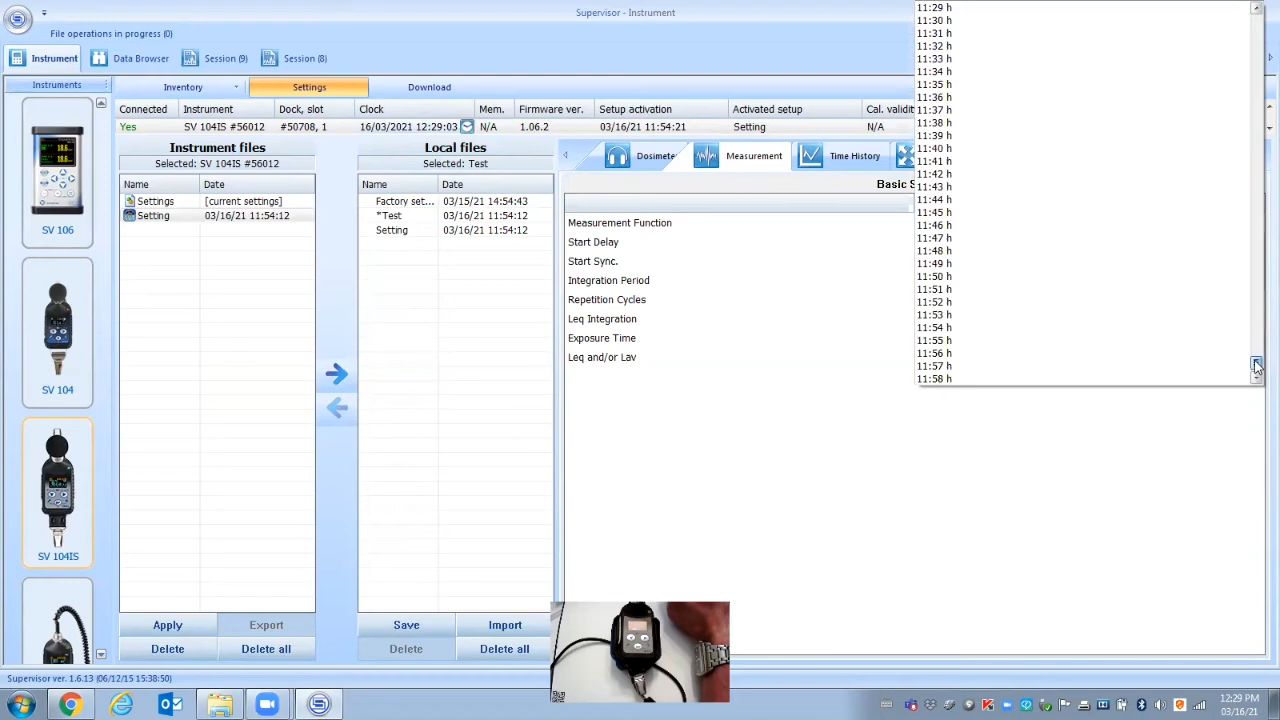 Supervisor - Instrument
File operations in progress (0)
Instrument
Data Browser
Session (9)
Session (8)
Instruments
Inventory
Settings
Download
Connected
Instrument
Dock, slot
Clock
Mem.
Firmware ver.
Setup activation
Activated setup
Cal. validity
Yes
SV 104IS #56012
#50708, 1
16/03/2021 12:29:03
N/A
1.06.2
03/16/21 11:54:21
Setting
N/A
Instrument files
Selected: SV 104IS #56012
Name
Date
Settings
[current settings]
Setting
03/16/21 11:54:12
Local files
Selected: Test
Name
Date
Factory set...
03/15/21 14:54:43
*Test
03/16/21 11:54:12
Setting
03/16/21 11:54:12
Dosimete
Measurement
Time History
Basic S
Measurement Function
Start Delay
Start Sync.
Integration Period
Repetition Cycles
Leq Integration
Exposure Time
Leq and/or Lav
11:29 h
11:30 h
11:31 h
11:32 h
11:33 h
11:34 h
11:35 h
11:36 h
11:37 h
11:38 h
11:39 h
11:40 h
11:41 h
11:42 h
11:43 h
11:44 h
11:45 h
11:46 h
11:47 h
11:48 h
11:49 h
11:50 h
11:51 h
11:52 h
11:53 h
11:54 h
11:55 h
11:56 h
11:57 h
11:58 h
SV 106
SV 104
SV 104IS
Apply
Export
Delete
Delete all
Save
Import
Delete
Delete all
Supervisor ver. 1.6.13 (06/12/15 15:38:50)
12:29 PM
03/16/21